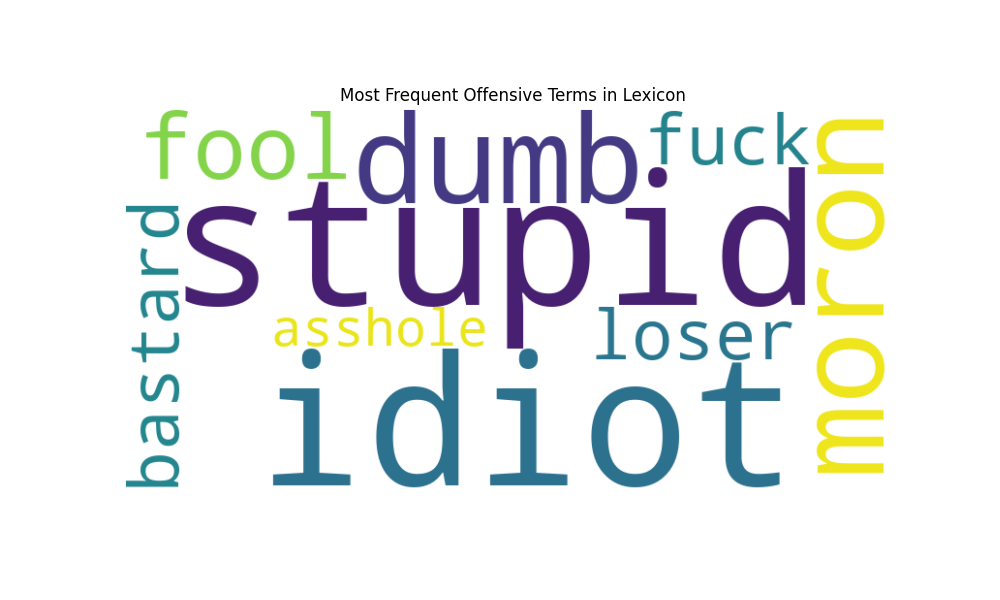 Most Frequent Offensive Terms in Lexicon
fool
dumb
fuck
moron
stupid
bastard
asshole
loser
idiot